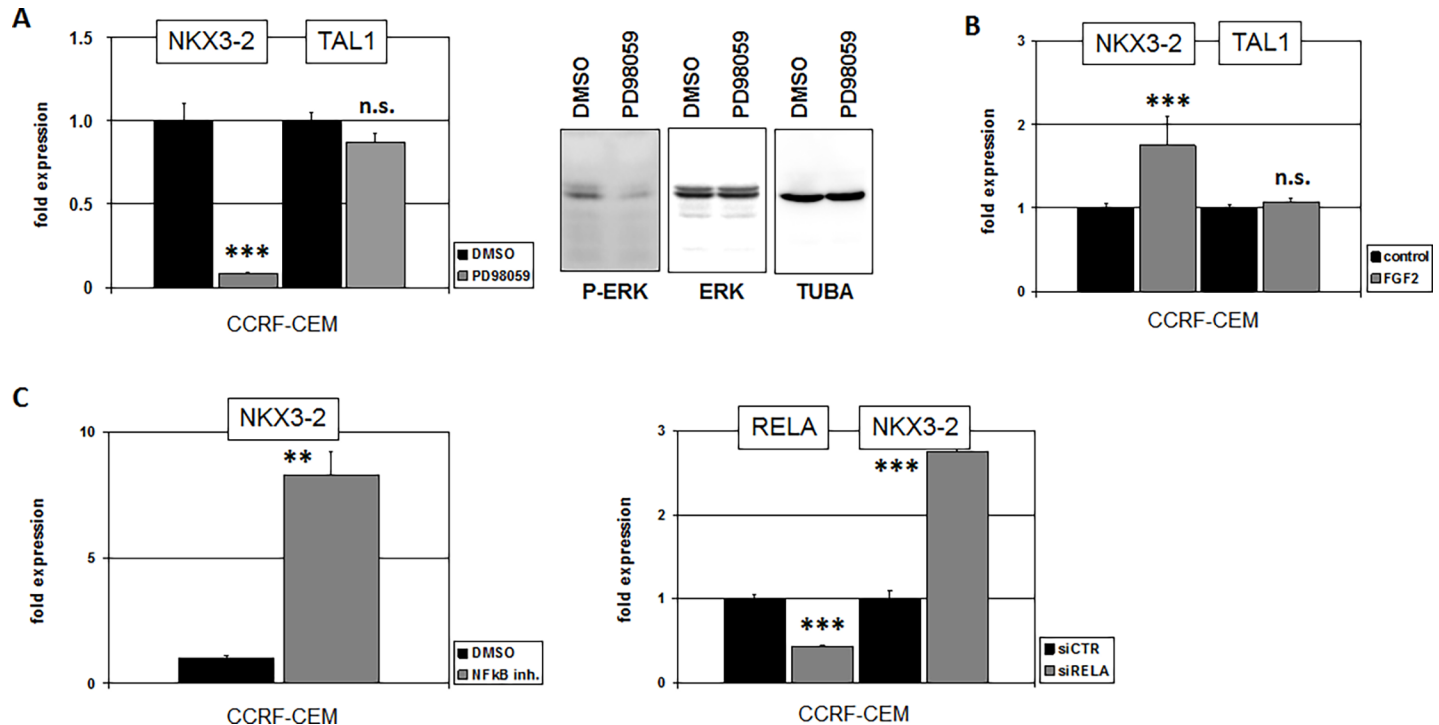 A
NKX3-2 TAL1
1.5
1.0
0.5
0
fold expression
***
n.s.
DMSO
PD98059
CCRF-CEM
DMSO
PD98059
DMSO
PD98059
DMSO
PD98059
P-ERK
ERK
TUBA
B
NKX3-2 TAL1
3
2
1
0
fold expression
***
n.s.
control
FGF2
CCRF-CEM
C
NKX3-2
10
5
0
fold expression
**
DMSO
NFkB inh.
CCRF-CEM
RELA NKX3-2
3
2
1
0
fold expression
***
***
siCTR
siRELA
CCRF-CEM